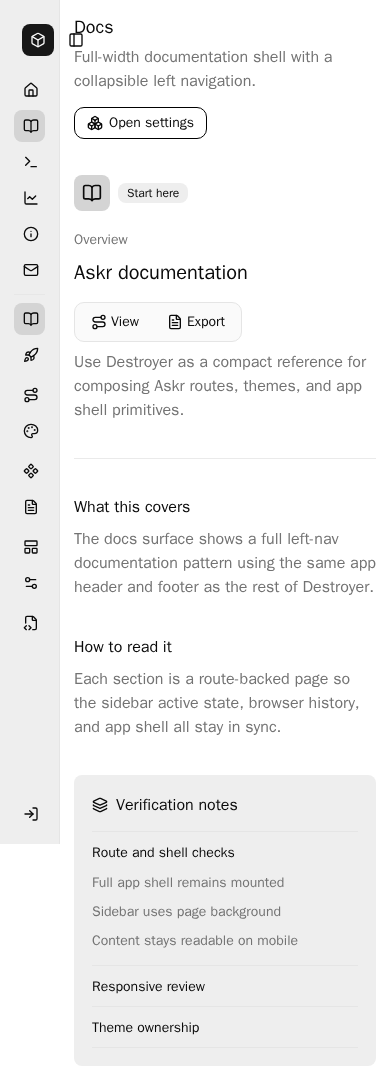 Docs
Full-width documentation shell with a
collapsible left navigation.
Open settings
Start here
Overview
Askr documentation
View Export
Use Destroyer as a compact reference for
composing Askr routes, themes, and app
shell primitives.
What this covers
The docs surface shows a full left-nav
documentation pattern using the same app
header and footer as the rest of Destroyer.
How to read it
Each section is a route-backed page so
the sidebar active state, browser history,
and app shell all stay in sync.
Verification notes
Route and shell checks
Full app shell remains mounted
Sidebar uses page background
Content stays readable on mobile
Responsive review
Theme ownership